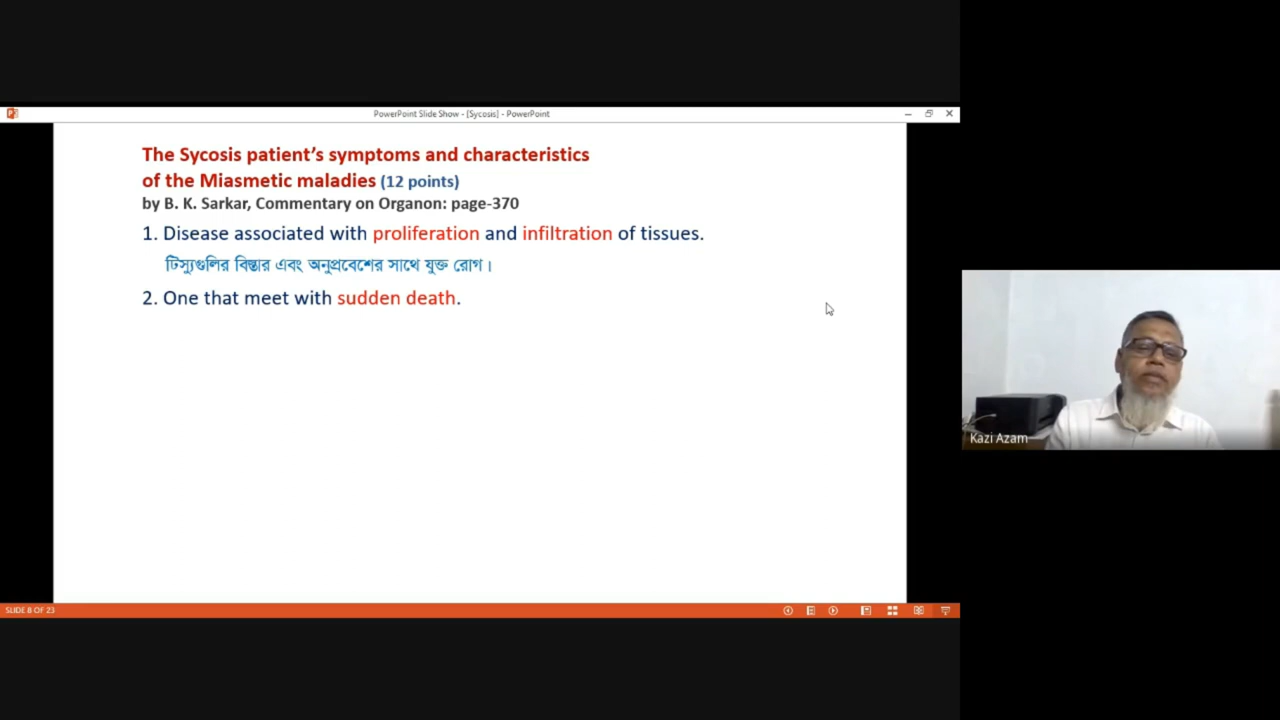 PowerPoint Slide Show - [Sycosis] - PowerPoint
The Sycosis patient’s symptoms and characteristics
of the Miasmetic maladies (12 points)
by B. K. Sarkar, Commentary on Organon: page-370
1. Disease associated with proliferation and infiltration of tissues.
টিস্যুগুলির বিস্তার এবং অনুপ্রবেশের সাথে যুক্ত রোগ।
2. One that meet with sudden death.
Kazi Azam
SLIDE 8 OF 23